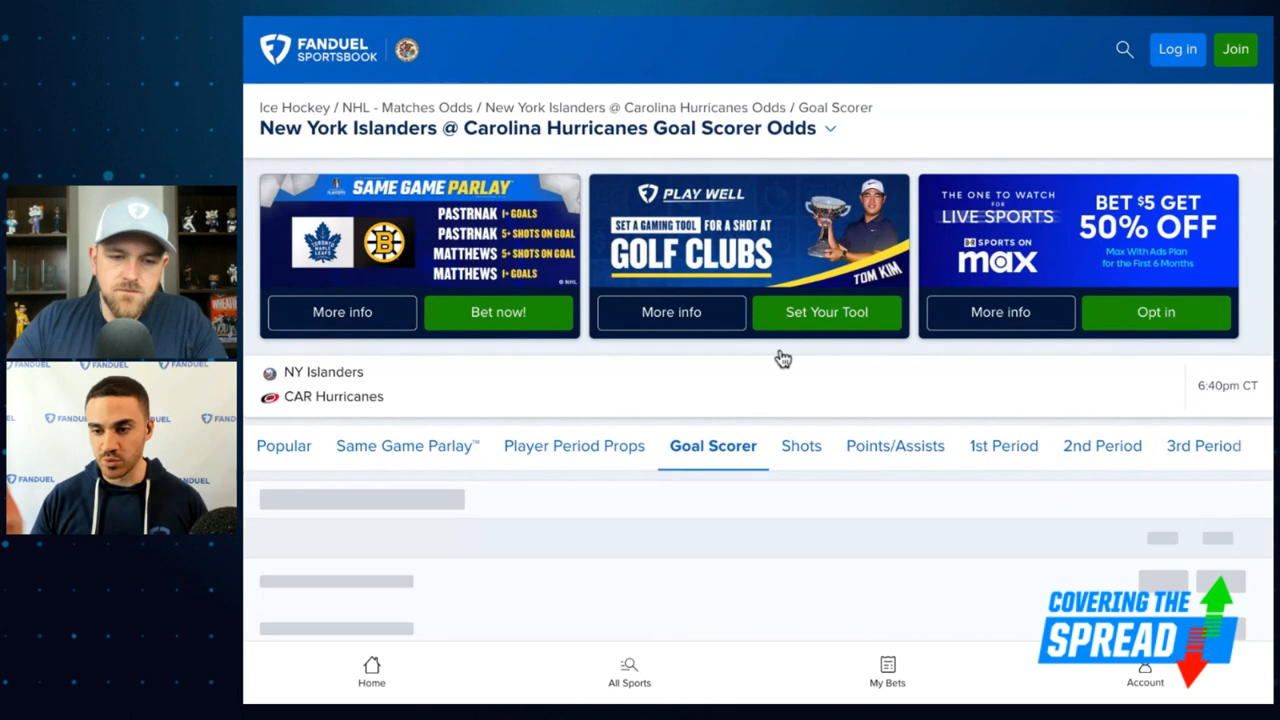 FANDUEL
SPORTSBOOK
Log in
Join
Ice Hockey / NHL - Matches Odds / New York Islanders @ Carolina Hurricanes Odds / Goal Scorer
New York Islanders @ Carolina Hurricanes Goal Scorer Odds
SAME GAME PARLAY
PASTRNAK 1+ GOALS
PASTRNAK 5+ SHOTS ON GOAL
MATTHEWS 5+ SHOTS ON GOAL
MATTHEWS 1+ GOALS
© NHL
More info
Bet now!
PLAY WELL
SET A GAMING TOOL FOR A SHOT AT
GOLF CLUBS
TOM KIM
More info
Set Your Tool
THE ONE TO WATCH
FOR
LIVE SPORTS
B/R SPORTS ON
max
BET $5 GET
50% OFF
Max With Ads Plan
for the First 6 Months
More info
Opt in
NY Islanders
CAR Hurricanes
6:40pm CT
Popular
Same Game Parlay™
Player Period Props
Goal Scorer
Shots
Points/Assists
1st Period
2nd Period
3rd Period
COVERING THE
SPREAD
Home
All Sports
My Bets
Account
FANDUEL
FANDUEL
FANDUEL
FANDUEL